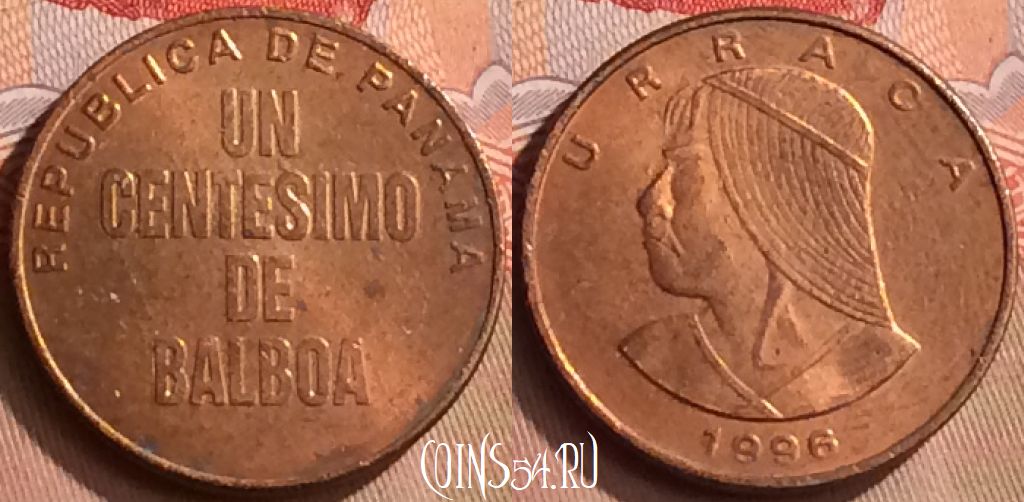 REPUBLICA DE PANAMA
UN
CENTESIMO
DE
BALBOA
URRACA
1996
COINS54.RU